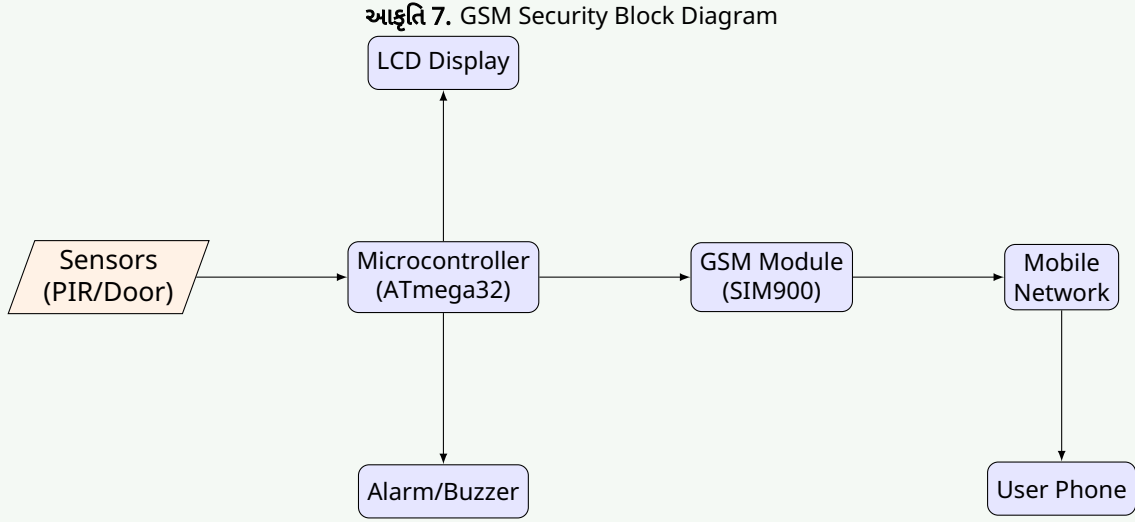 આકૃતિ 7. GSM Security Block Diagram
LCD Display
Sensors
(PIR/Door)
Microcontroller
(ATmega32)
GSM Module
(SIM900)
Mobile
Network
Alarm/Buzzer
User Phone